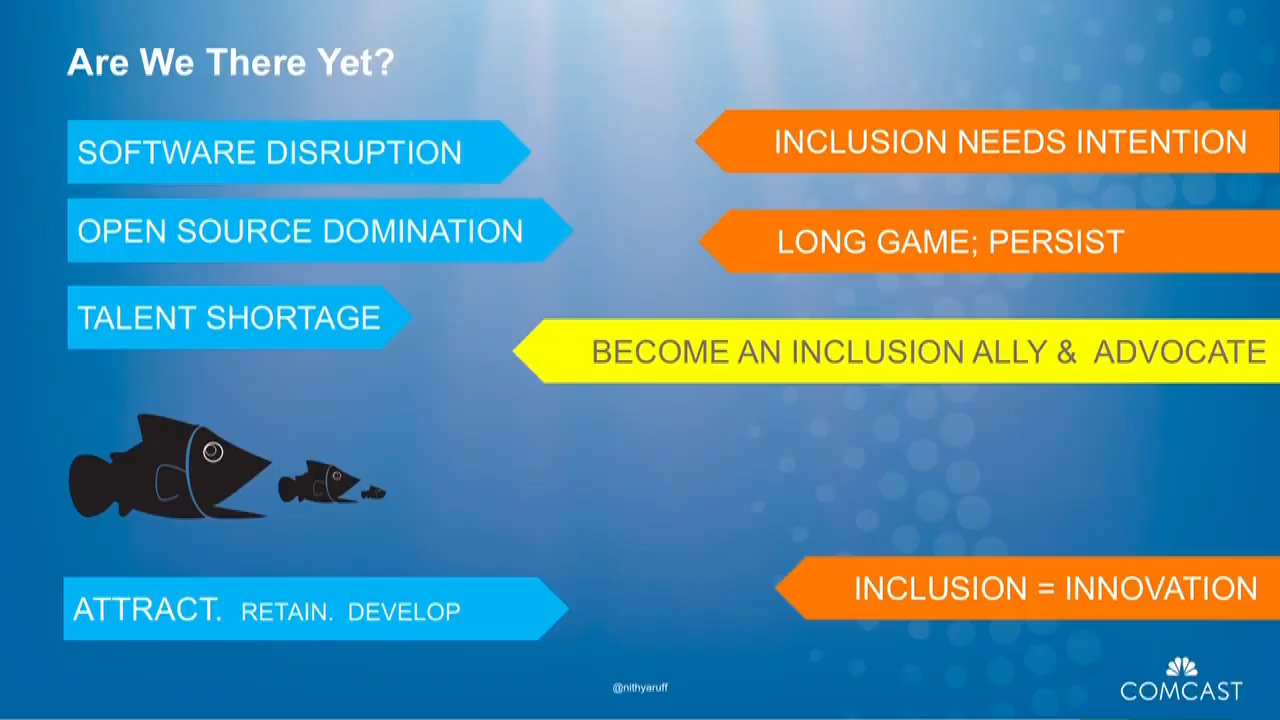 Are We There Yet?
SOFTWARE DISRUPTION
OPEN SOURCE DOMINATION
TALENT SHORTAGE
ATTRACT. RETAIN. DEVELOP
INCLUSION NEEDS INTENTION
LONG GAME; PERSIST
BECOME AN INCLUSION ALLY & ADVOCATE
INCLUSION = INNOVATION
@nithyaruff
COMCAST